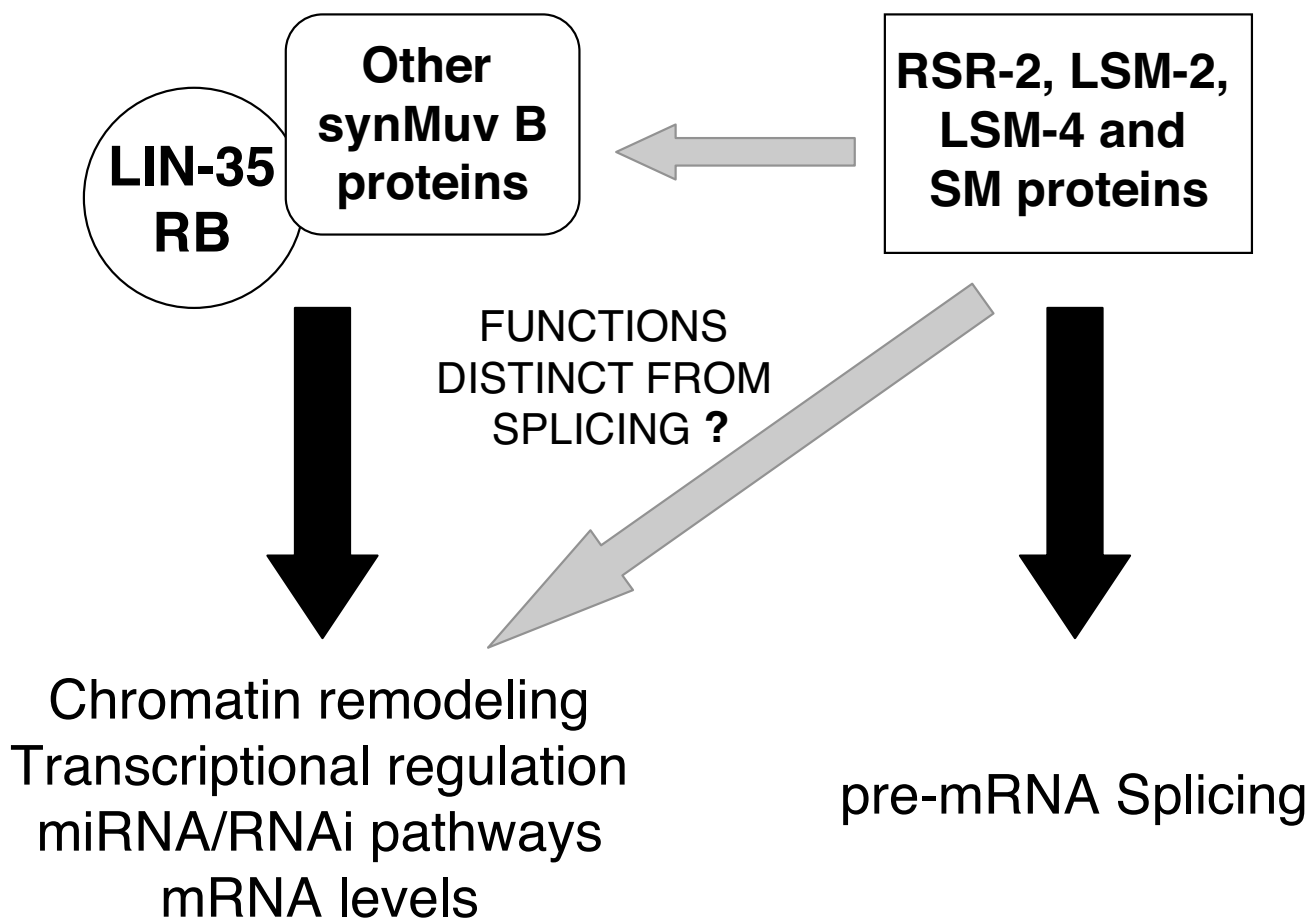 LIN-35
RB
Other
synMuv B
proteins
RSR-2, LSM-2,
LSM-4 and
SM proteins
FUNCTIONS
DISTINCT FROM
SPLICING ?
Chromatin remodeling
Transcriptional regulation
miRNA/RNAi pathways
mRNA levels
pre-mRNA Splicing